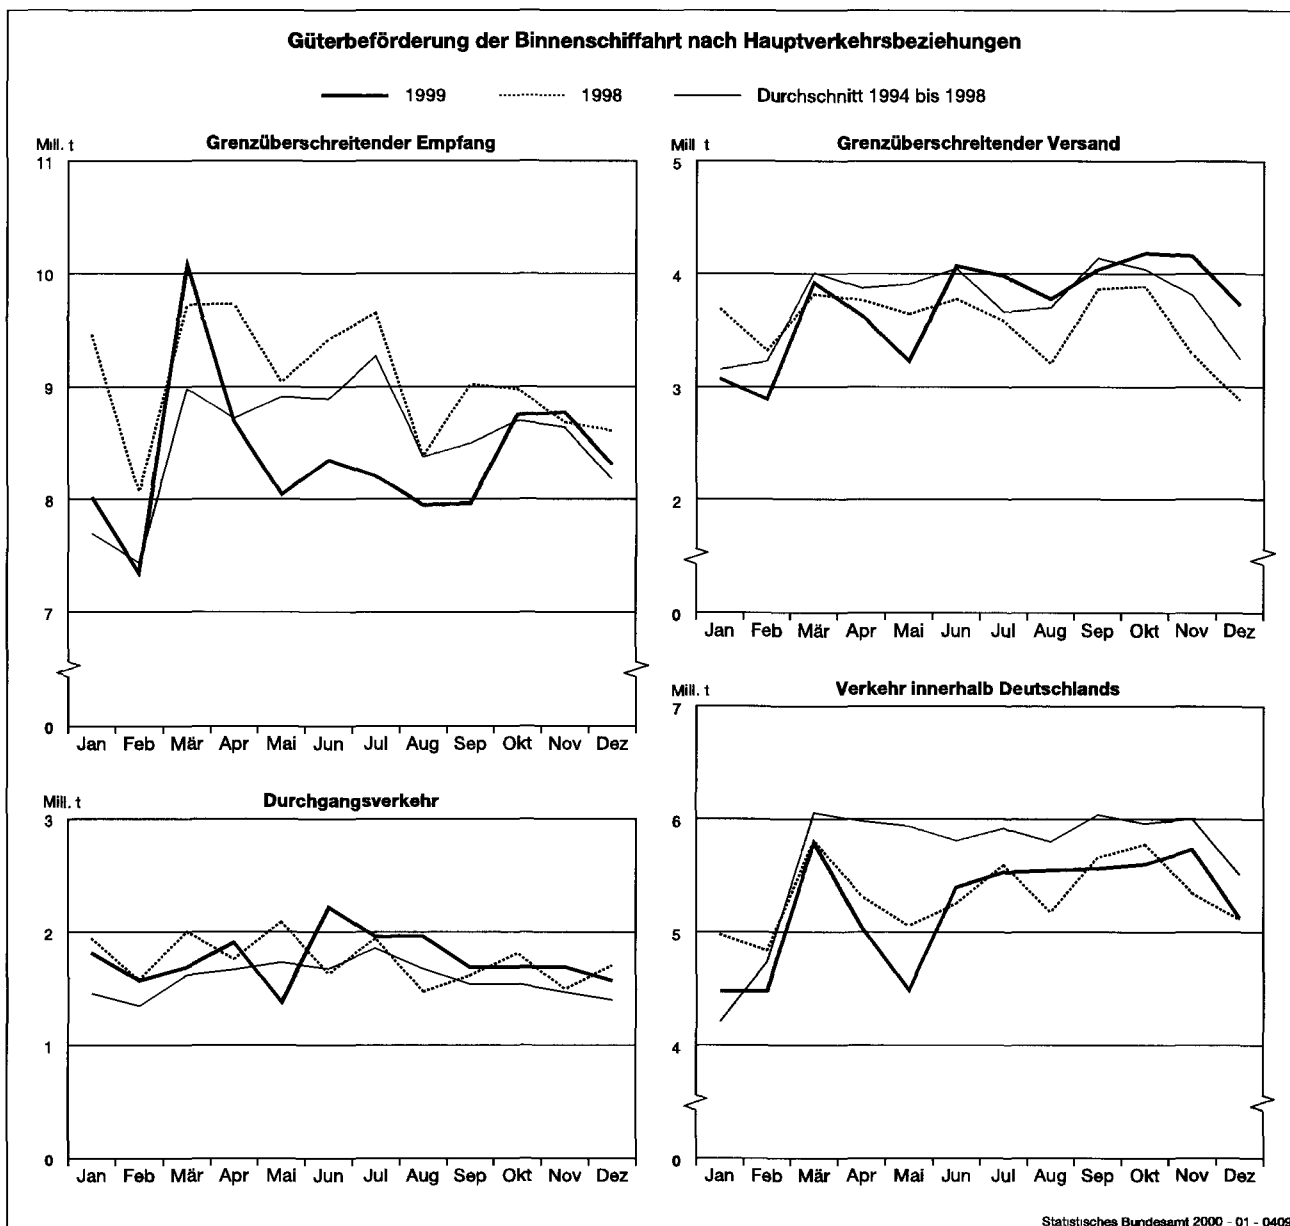 Güterbeförderung der Binnenschiffahrt nach Hauptverkehrsbeziehungen
1999 1998 Durchschnitt 1994 bis 1998
Mill. t Grenzüberschreitender Empfang
11
10
9
8
7
0
Jan Feb Mär Apr Mai Jun Jul Aug Sep Okt Nov Dez
Mill t Grenzüberschreitender Versand
5
4
3
2
0
Jan Feb Mär Apr Mai Jun Jul Aug Sep Okt Nov Dez
Mill. t Durchgangsverkehr
3
2
1
0
Jan Feb Mär Apr Mai Jun Jul Aug Sep Okt Nov Dez
Mill. t Verkehr innerhalb Deutschlands
7
6
5
4
0
Jan Feb Mär Apr Mai Jun Jul Aug Sep Okt Nov Dez
Statistisches Bundesamt 2000 - 01 - 0409